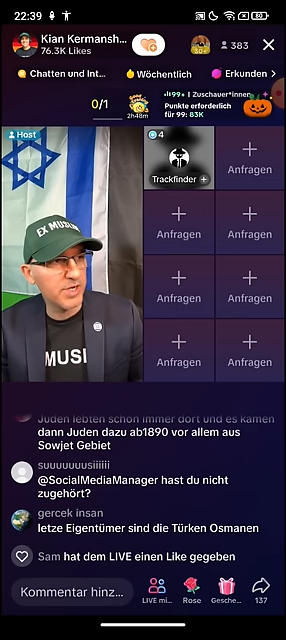 22:39
80
Kian Kermansh...
76.3K Likes
383
Chatten und Int...
Wöchentlich
Erkunden
0/1
2h48m
99+ | Zuschauer*innen
Punkte erforderlich
für 99: 83K
Host
4
EX MUSLIM
MUSL
Trackfinder
Anfragen
Anfragen
Anfragen
Anfragen
Anfragen
Anfragen
Anfragen
Juden lebten schon immer dort und es kamen
dann Juden dazu ab1890 vor allem aus
Sowjet Gebiet
suuuuuuusiiiiii
@SocialMediaManager hast du nicht
zugehört?
gercek insan
letze Eigentümer sind die Türken Osmanen
Sam hat dem LIVE einen Like gegeben
Kommentar hinz...
LIVE mi...
Rose
Gesche...
137